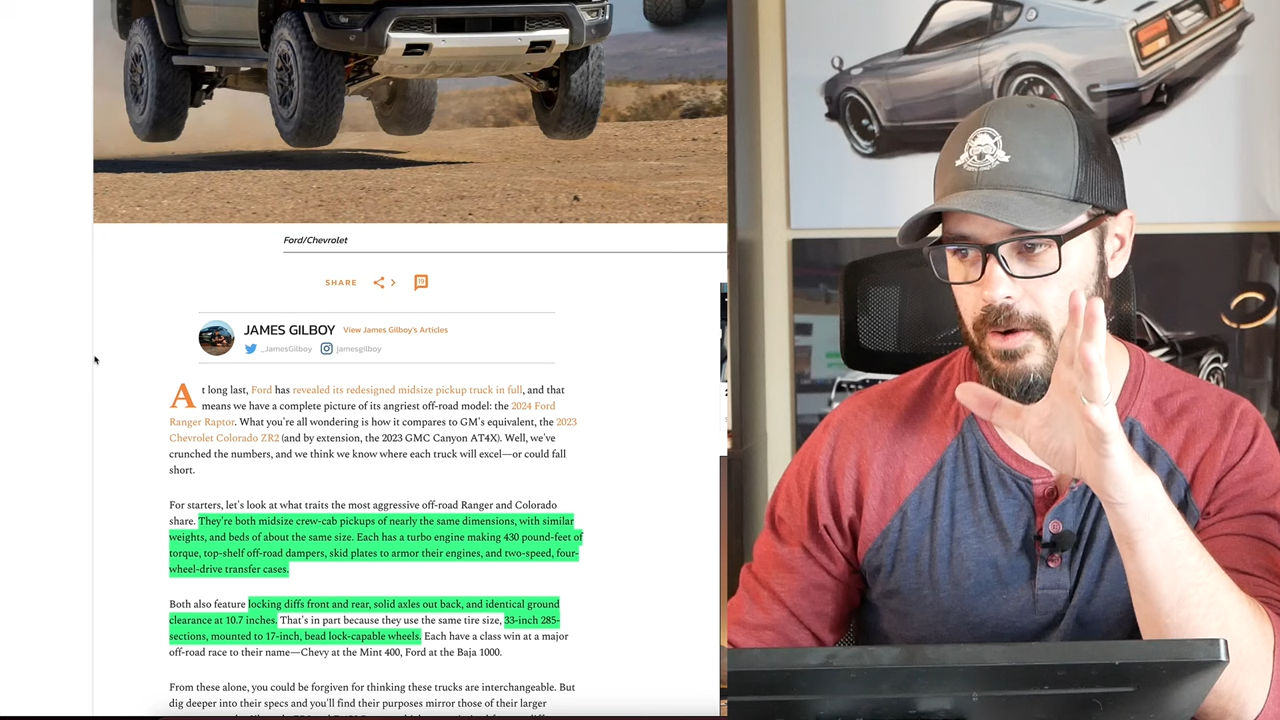 Ford/Chevrolet
SHARE
JAMES GILBOY View James Gilboy's Articles
_JamesGilboy jamesgilboy
At long last, Ford has revealed its redesigned midsize pickup truck in full, and that
means we have a complete picture of its angriest off-road model: the 2024 Ford
Ranger Raptor. What you're all wondering is how it compares to GM's equivalent, the 2023
Chevrolet Colorado ZR2 (and by extension, the 2023 GMC Canyon AT4X). Well, we've
crunched the numbers, and we think we know where each truck will excel—or could fall
short.
For starters, let's look at what traits the most aggressive off-road Ranger and Colorado
share. They're both midsize crew-cab pickups of nearly the same dimensions, with similar
weights, and beds of about the same size. Each has a turbo engine making 430 pound-feet of
torque, top-shelf off-road dampers, skid plates to armor their engines, and two-speed, four-
wheel-drive transfer cases.
Both also feature locking diffs front and rear, solid axles out back, and identical ground
clearance at 10.7 inches. That's in part because they use the same tire size, 33-inch 285-
sections, mounted to 17-inch, bead lock-capable wheels. Each have a class win at a major
off-road race to their name—Chevy at the Mint 400, Ford at the Baja 1000.
From these alone, you could be forgiven for thinking these trucks are interchangeable. But
dig deeper into their specs and you'll find their purposes mirror those of their larger